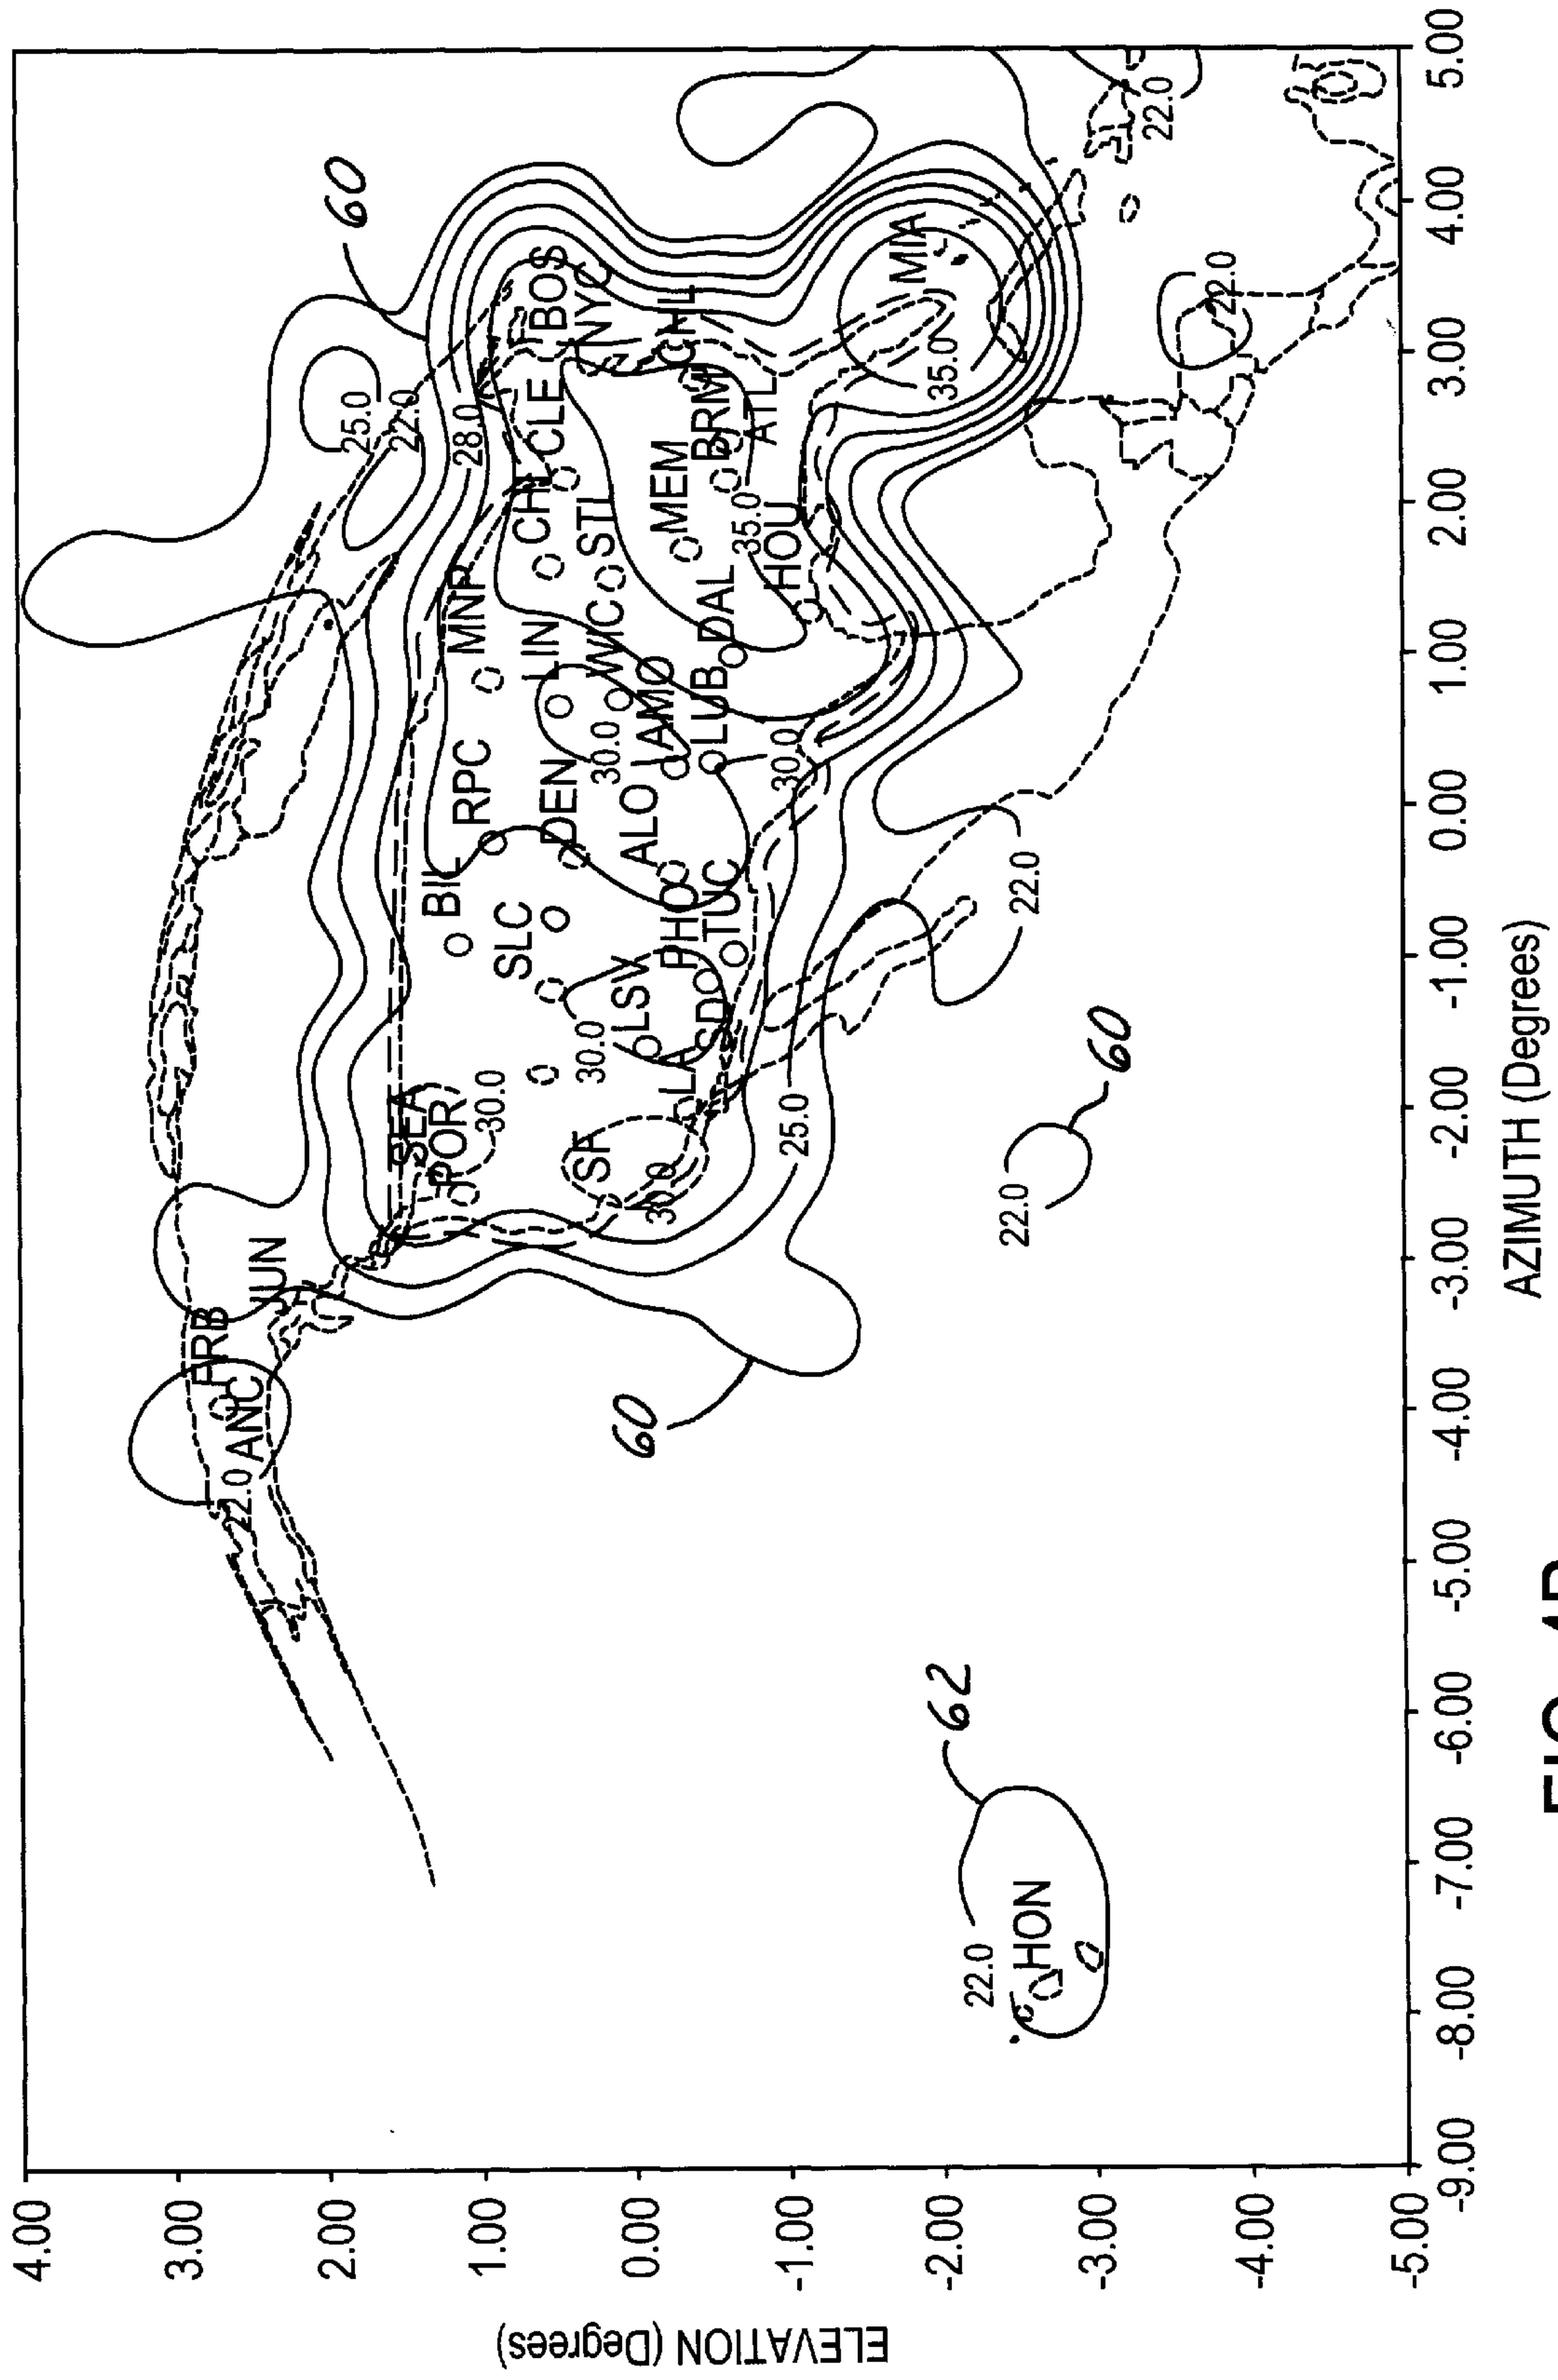 4.00
3.00
2.00
1.00
0.00
-1.00
-2.00
-3.00
-4.00
-5.00
ELEVATION (Degrees)
-9.00
-8.00
-7.00
-6.00
-5.00
-4.00
-3.00
-2.00
-1.00
0.00
1.00
2.00
3.00
4.00
5.00
AZIMUTH (Degrees)
60
60
60
62
22.0
HON
22.0
ANC
FRB
JUN
SEA
POR
30.0
SF
30.0
LA
SD
30.0
LSV
PHO
TUC
SLC
BIL
RPC
DEN
ALO
AMO
LUB
30.0
30.0
LIN
WIC
MNP
DAL
HOU
35.0
MEM
STL
CHI
CLE
BRM
ATL
CHL
NYC
BOS
MIA
35.0
25.0
22.0
28.0
25.0
22.0
22.0
22.0
22.0